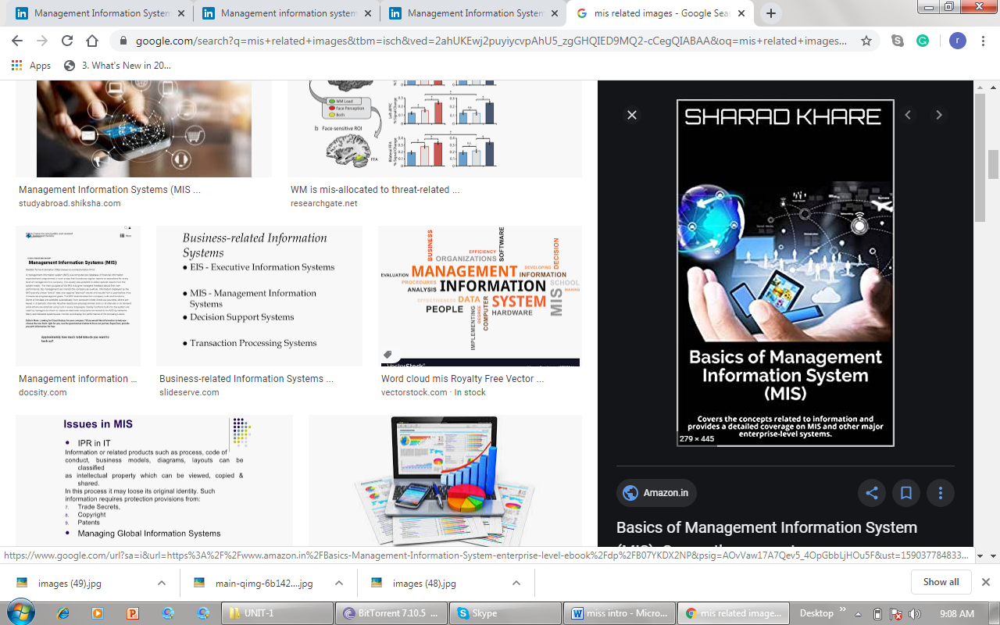 Management Information System
Management information system
Management Information System
mis related images - Google Sea
google.com/search?q=mis+related+images&tbm=isch&ved=2ahUKEwj2puyiycvpAhU5_zgGHQIED9MQ2-cCegQIABAA&oq=mis+related+images...
r
Apps
3. What's New in 20...
WM Load
Face Perception
Both
b Face-sensitive ROI
FFA
Left dlPFC
% Signal Change
Bilateral FFA
% Signal Change
Management Information Systems (MIS ...
studyabroad.shiksha.com
WM is mis-allocated to threat-related ...
researchgate.net
Management Information Systems (MIS)
Approximately how much total data do you want to
back up?
Management information ...
docsity.com
Business-related Information
Systems
● EIS - Executive Information Systems
● MIS - Management Information
Systems
● Decision Support Systems
● Transaction Processing Systems
Business-related Information Systems ...
slideserve.com
BUSINESS
EFFICIENCY
ORGANIZATIONS
SOFTWARE
DECISION
MANAGEMENT
DEVELOPING
EVALUATION
INFORMATION
PROCEDURES
INFORMATION
SCHOOL
ANALYSIS
MAKING
EFFECTIVENESS
DATA
SYSTEM
MIS
PEOPLE
IMPLEMENTING
DEGREE
COMPUTER
HARDWARE
VectorStock
Word cloud mis Royalty Free Vector ...
vectorstock.com · In stock
Issues in MIS
● IPR in IT
Information or related products such as process, code of
conduct, business models, diagrams, layouts can be
classified
as intellectual property which can be viewed, copied &
shared.
In this process it may loose its original identity. Such
information requires protection provisions from:
7. Trade Secrets,
8. Copyright
9. Patents
● Managing Global Information Systems
SHARAD KHARE
Basics of Management
Information System
(MIS)
Covers the concepts related to information and
provides a detailed coverage on MIS and other major
enterprise-level systems.
279 × 445
Amazon.in
Basics of Management Information System
https://www.google.com/url?sa=i&url=https%3A%2F%2Fwww.amazon.in%2FBasics-Management-Information-System-enterprise-level-ebook%2Fdp%2FB07YKDX2NP&psig=AOvVaw17A7Qev5_4OpGbbLjHOu5F&ust=159037784833...
images (49).jpg
main-qimg-6b142....jpg
images (48).jpg
Show all
UNIT-1
BitTorrent 7.10.5 ...
Skype
miss intro - Micro...
mis related image...
Desktop
9:08 AM